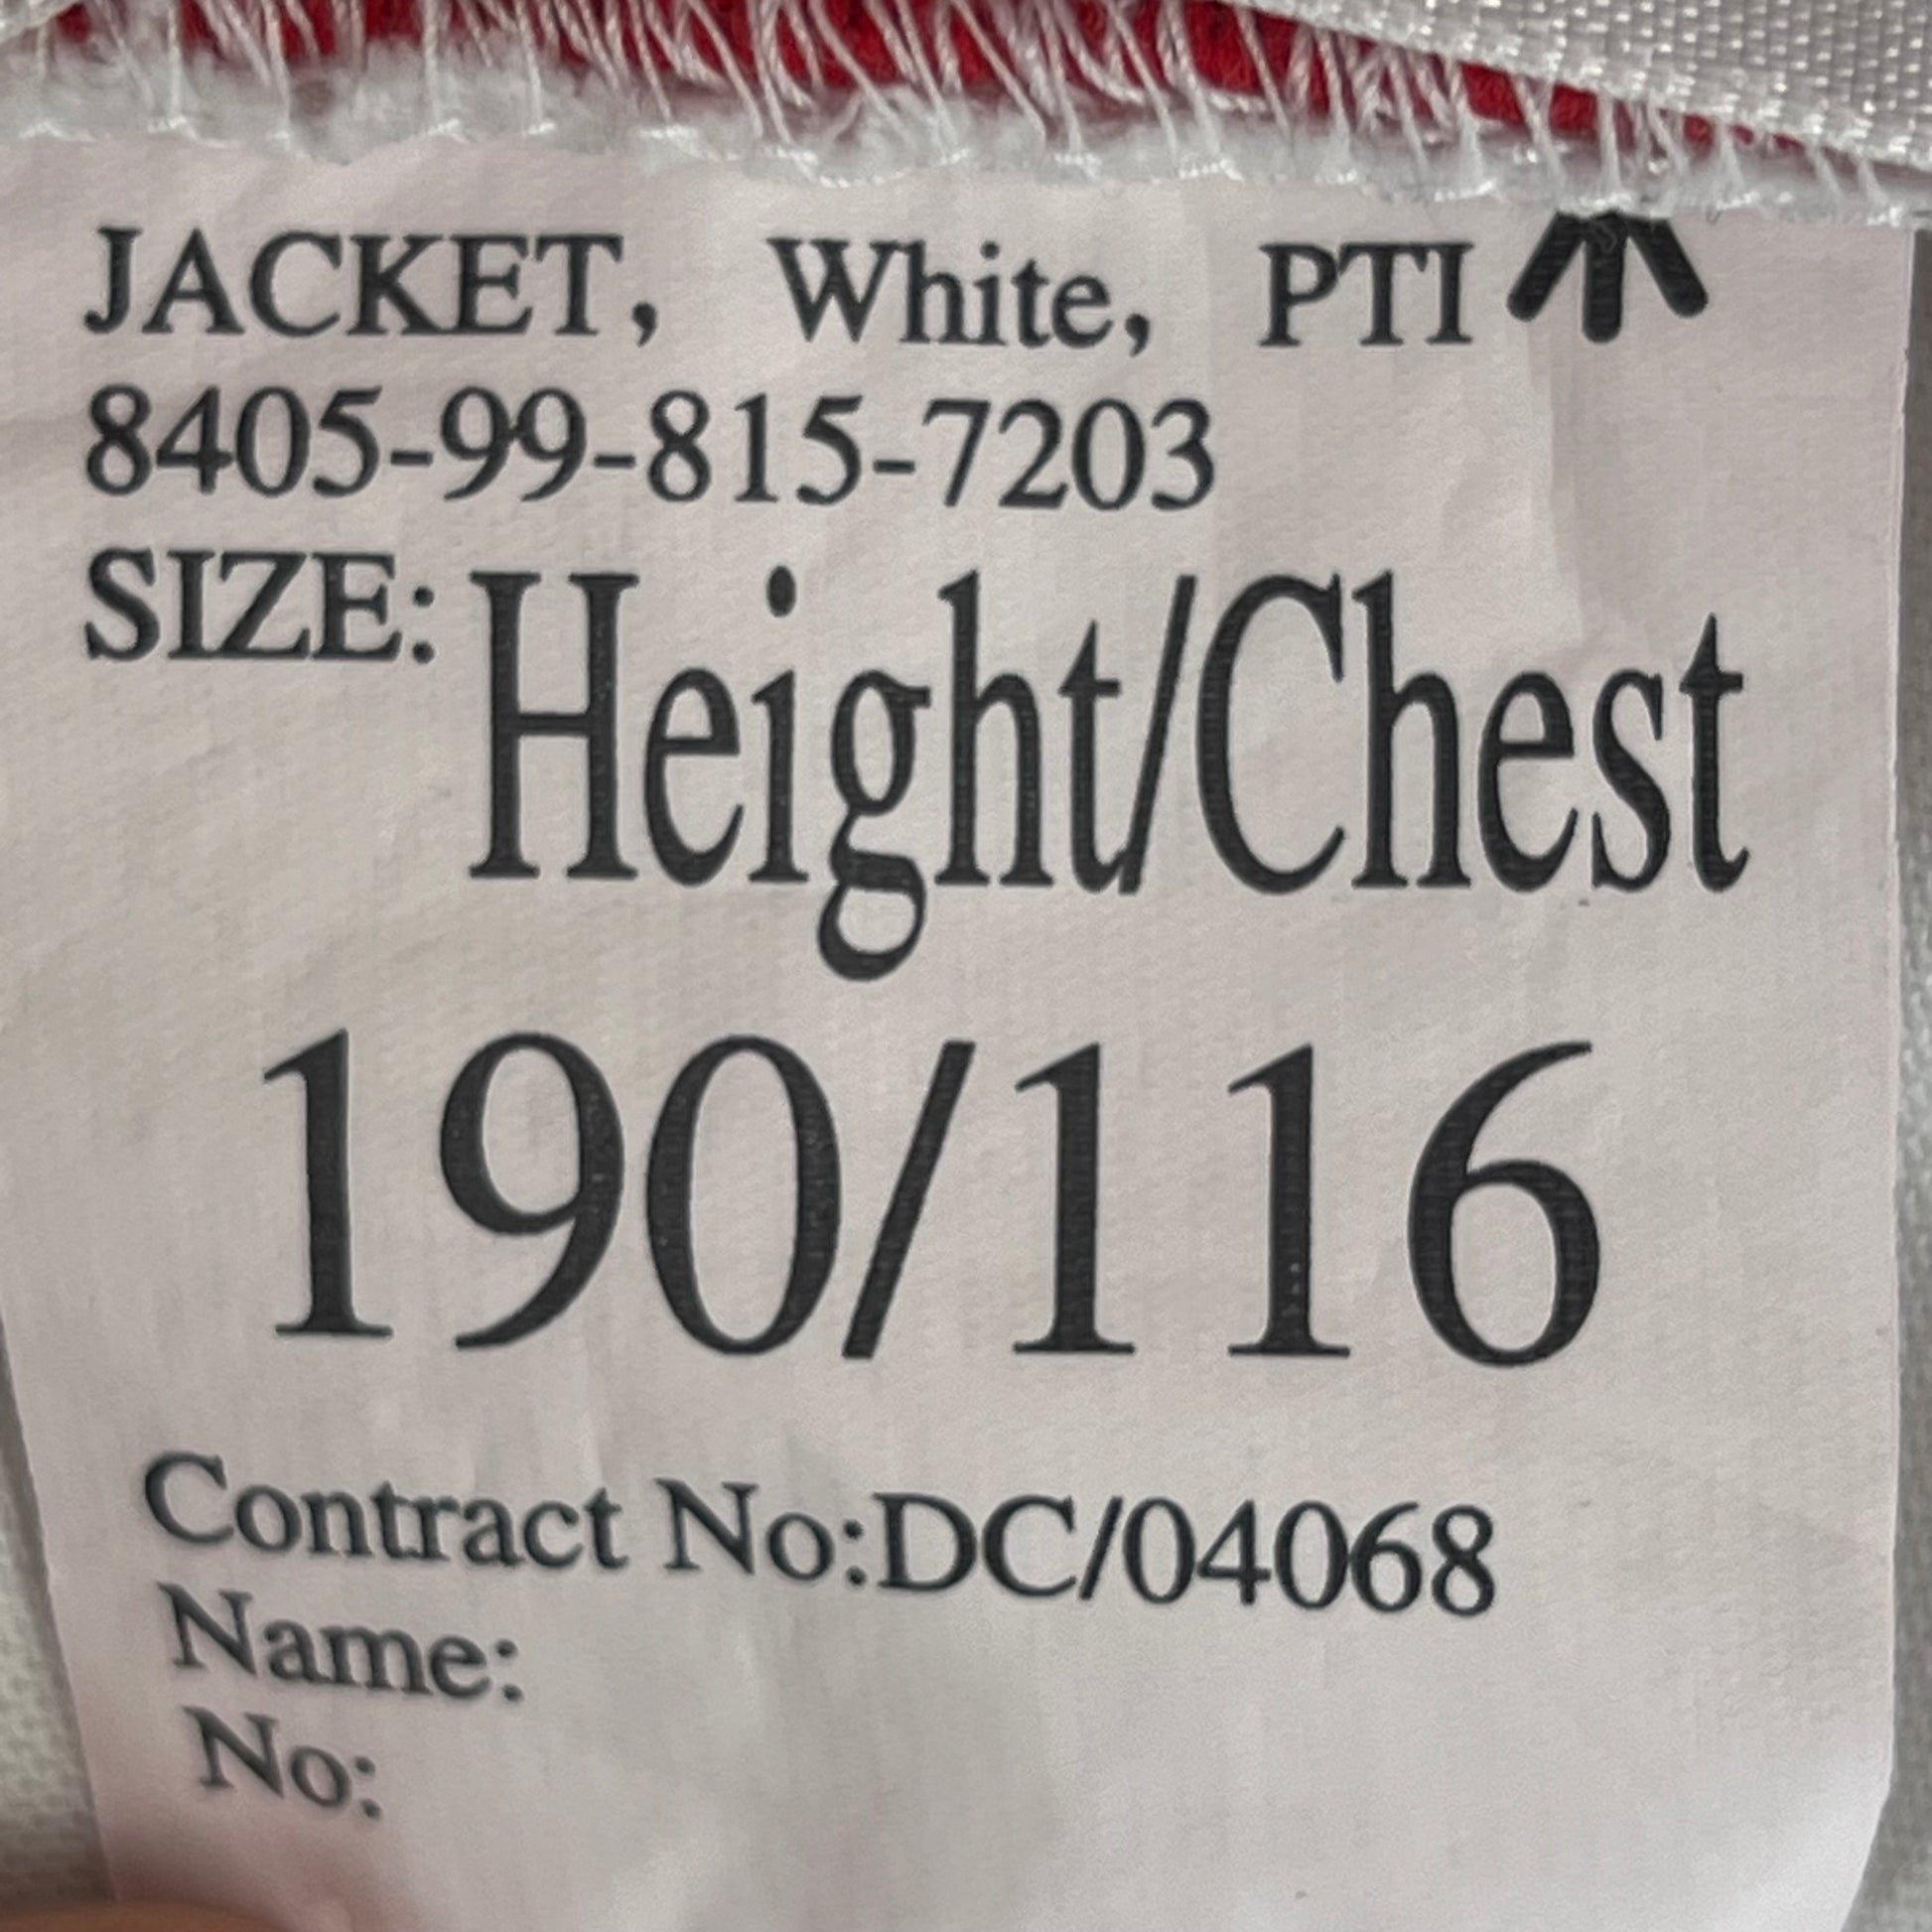 JACKET, White, PTI
8405-99-815-7203
SIZE: Height/Chest
190/116
Contract No:DC/04068
Name:
No: